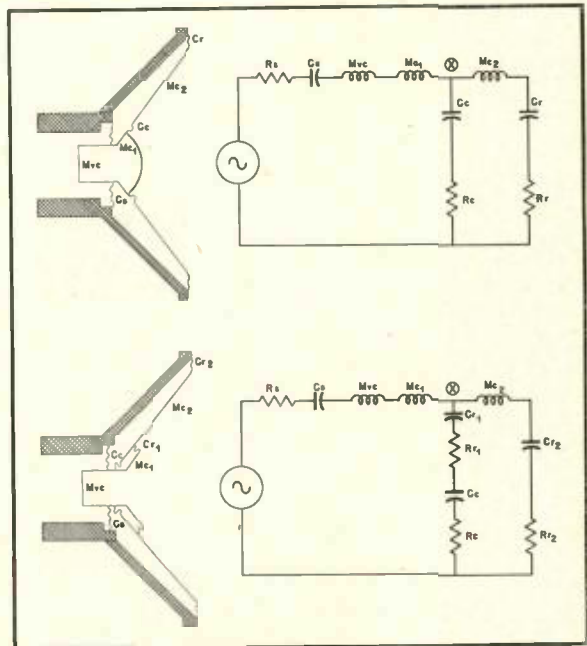 Cr
Mc2
Cc
Mc1
Mvc
Cs
Rs Cs Mvc Mc1 ⊗ Mc2
Cc Cr
Rc Rr
Cr2
Mc2
Cc Cr1
Mc1
Mvc
Cs
Rs Cs Mvc Mc1 ⊗ Mc2
Cr1
Cr2
Rr1
Cc
Rc Rr2